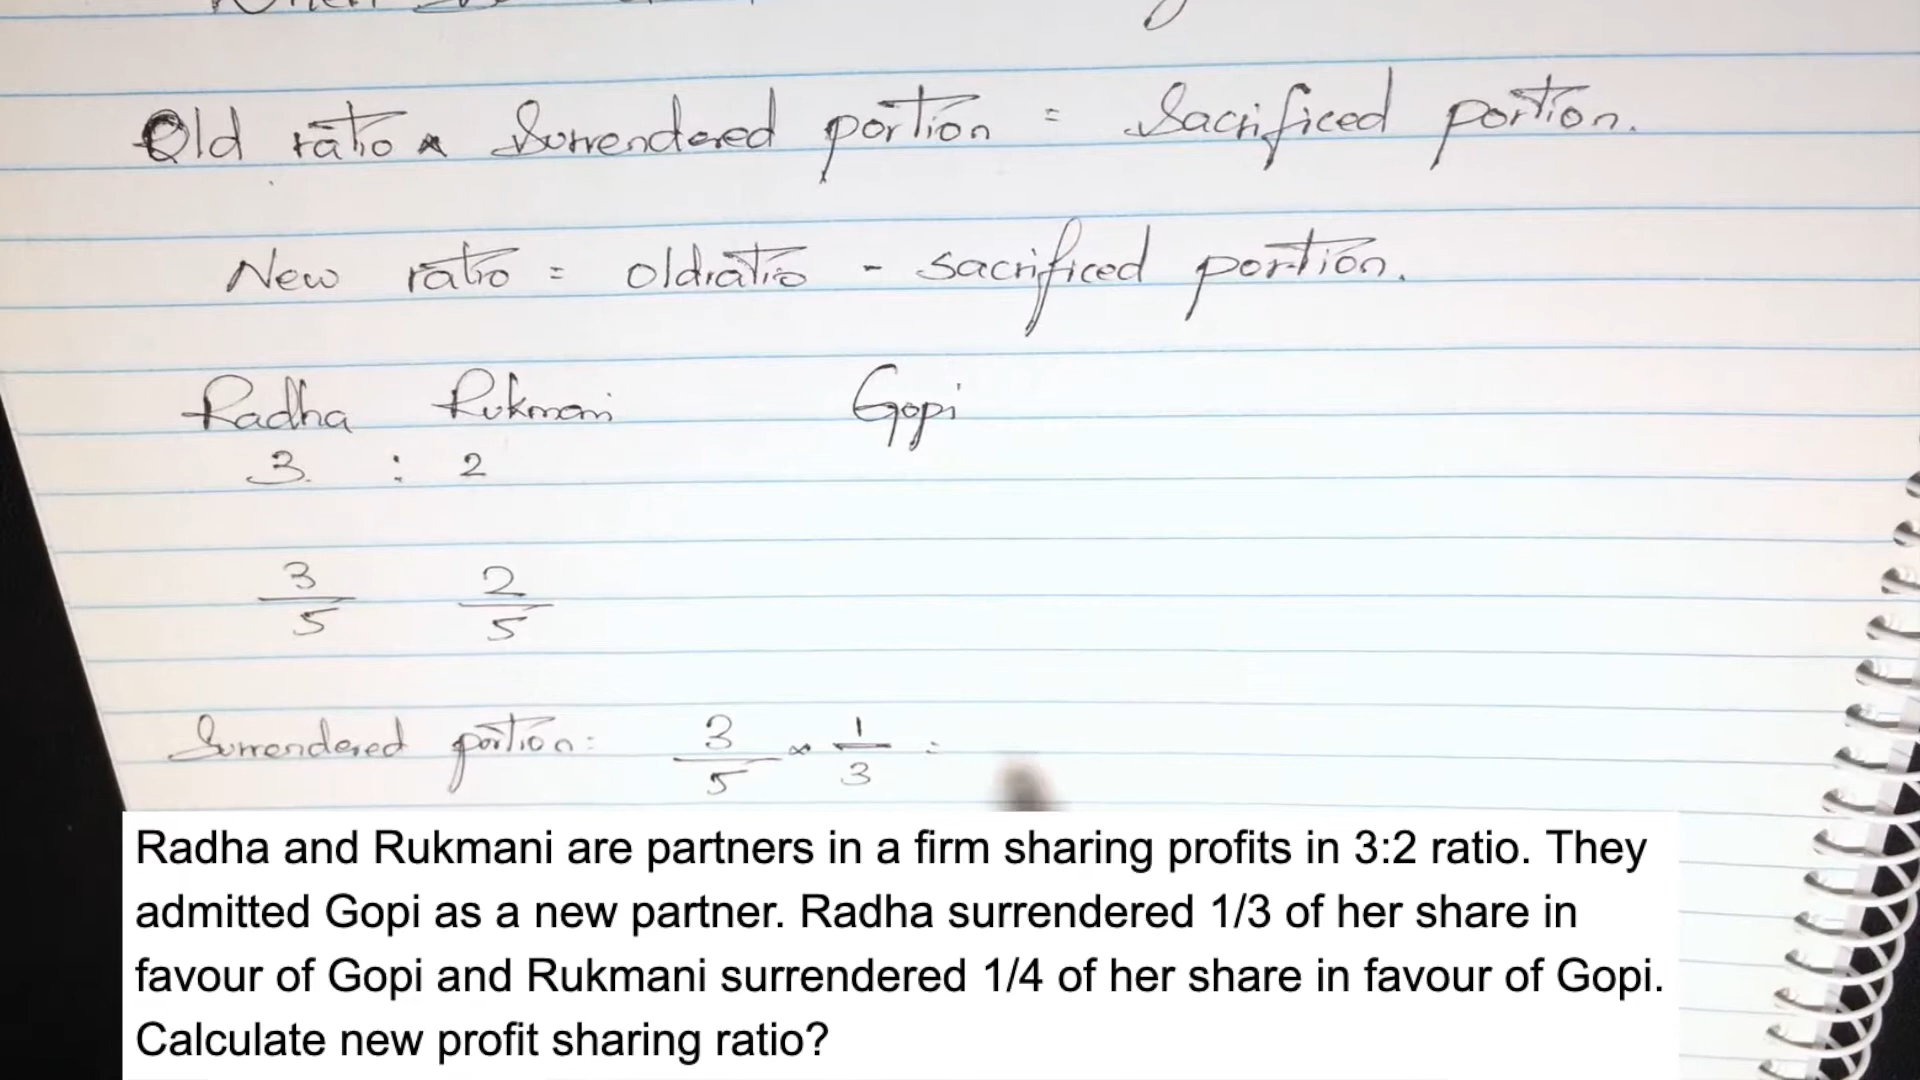 Old ratio × Surrendered portion = Sacrificed portion.
New ratio = oldratio - sacrificed portion.
Radha Rukmani Gopi
3 : 2
3/5 2/5
Surrendered portion: 3/5 × 1/3 =
Radha and Rukmani are partners in a firm sharing profits in 3:2 ratio. They
admitted Gopi as a new partner. Radha surrendered 1/3 of her share in
favour of Gopi and Rukmani surrendered 1/4 of her share in favour of Gopi.
Calculate new profit sharing ratio?